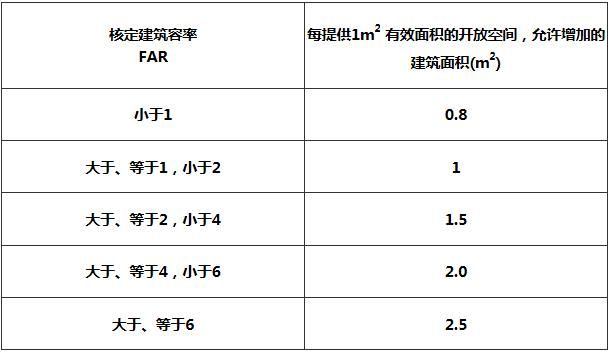 核定建筑容率
FAR
每提供1m² 有效面积的开放空间，允许增加的
建筑面积(m²)
小于1
0.8
大于、等于1，小于2
1
大于、等于2，小于4
1.5
大于、等于4，小于6
2.0
大于、等于6
2.5